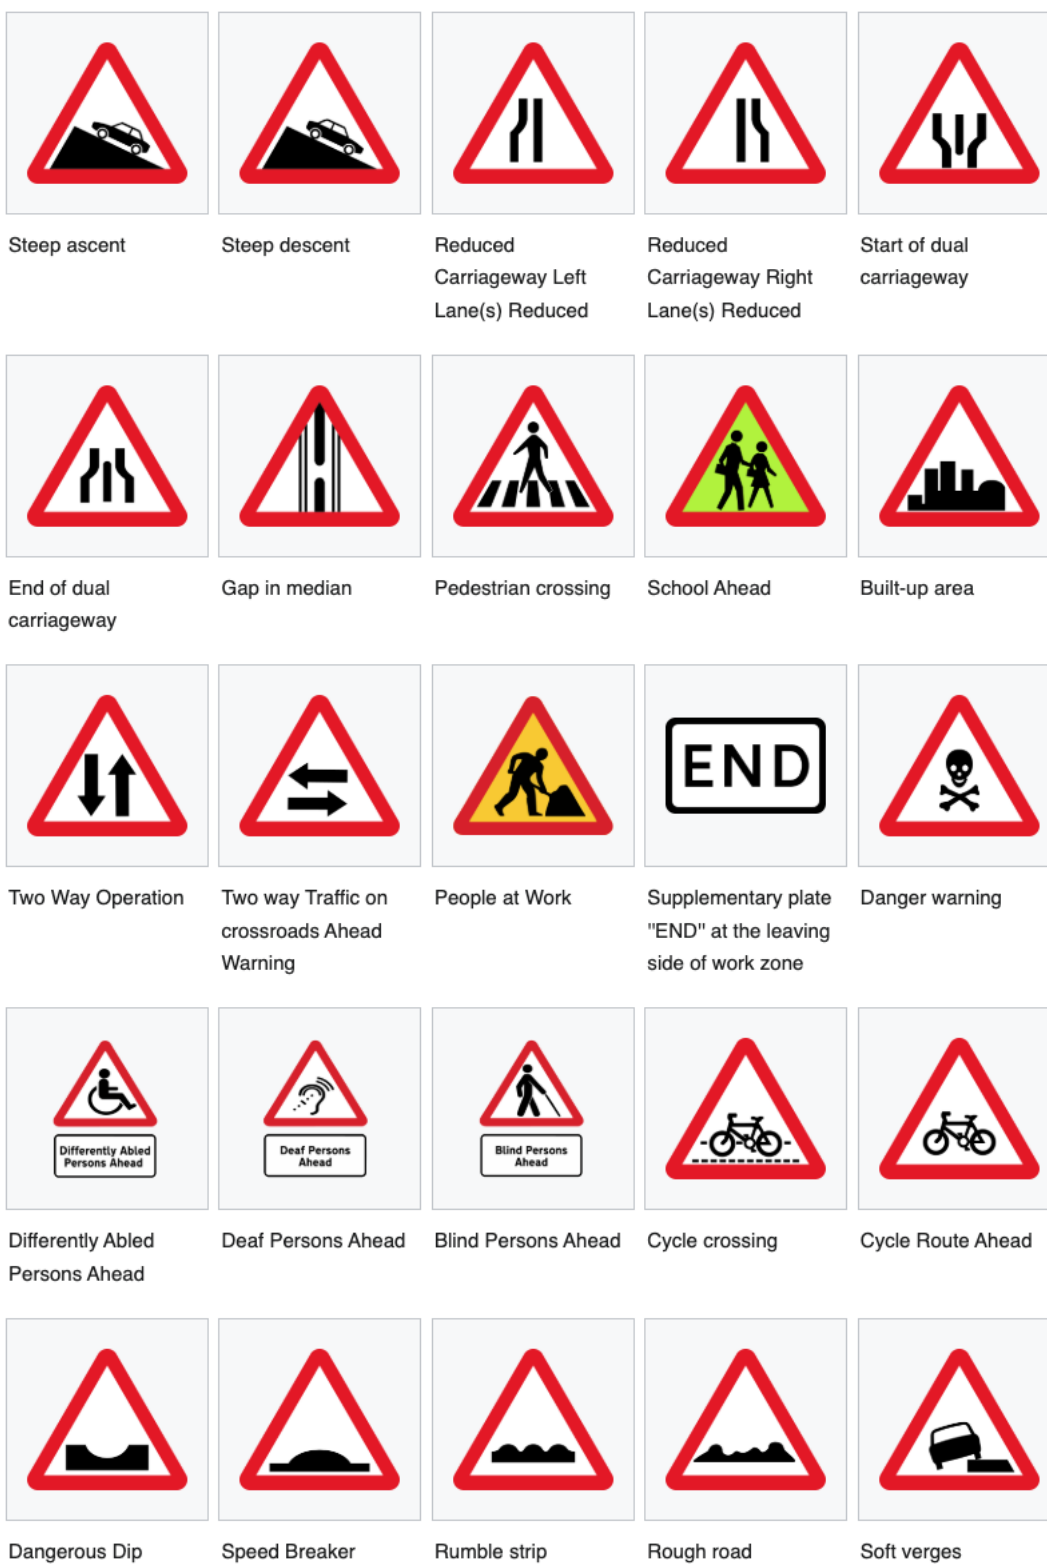 Steep ascent
Steep descent
Reduced
Carriageway Left
Lane(s) Reduced
Reduced
Carriageway Right
Lane(s) Reduced
Start of dual
carriageway
End of dual
carriageway
Gap in median
Pedestrian crossing
School Ahead
Built-up area
Two Way Operation
Two way Traffic on
crossroads Ahead
Warning
People at Work
END
Supplementary plate
"END" at the leaving
side of work zone
Danger warning
Differently Abled
Persons Ahead
Differently Abled
Persons Ahead
Deaf Persons
Ahead
Deaf Persons Ahead
Blind Persons
Ahead
Blind Persons Ahead
Cycle crossing
Cycle Route Ahead
Dangerous Dip
Speed Breaker
Rumble strip
Rough road
Soft verges